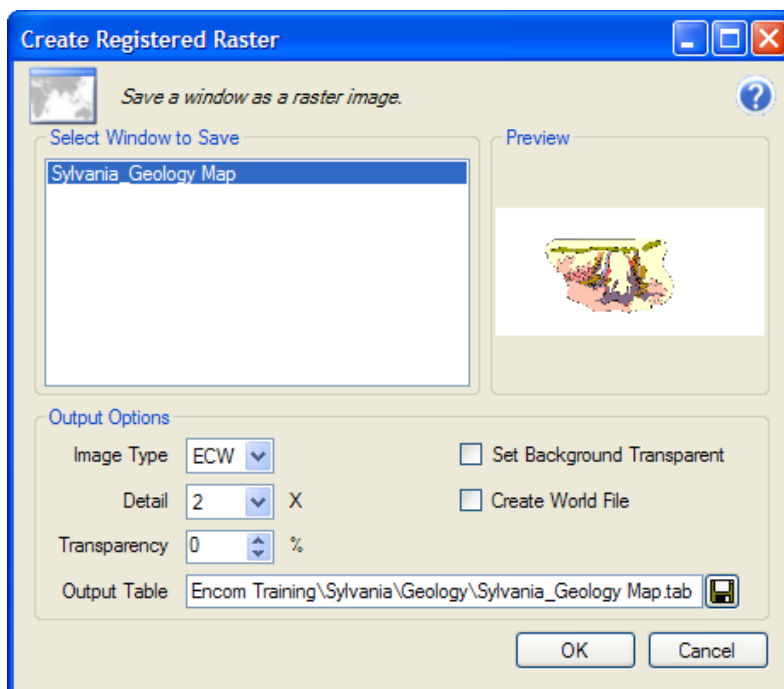 Create Registered Raster
Save a window as a raster image.
?
Select Window to Save
Sylvania_Geology Map
Preview
Output Options
Image Type ECW
Set Background Transparent
Detail 2 X
Create World File
Transparency 0 %
Output Table Encom Training\Sylvania\Geology\Sylvania_Geology Map.tab
OK Cancel